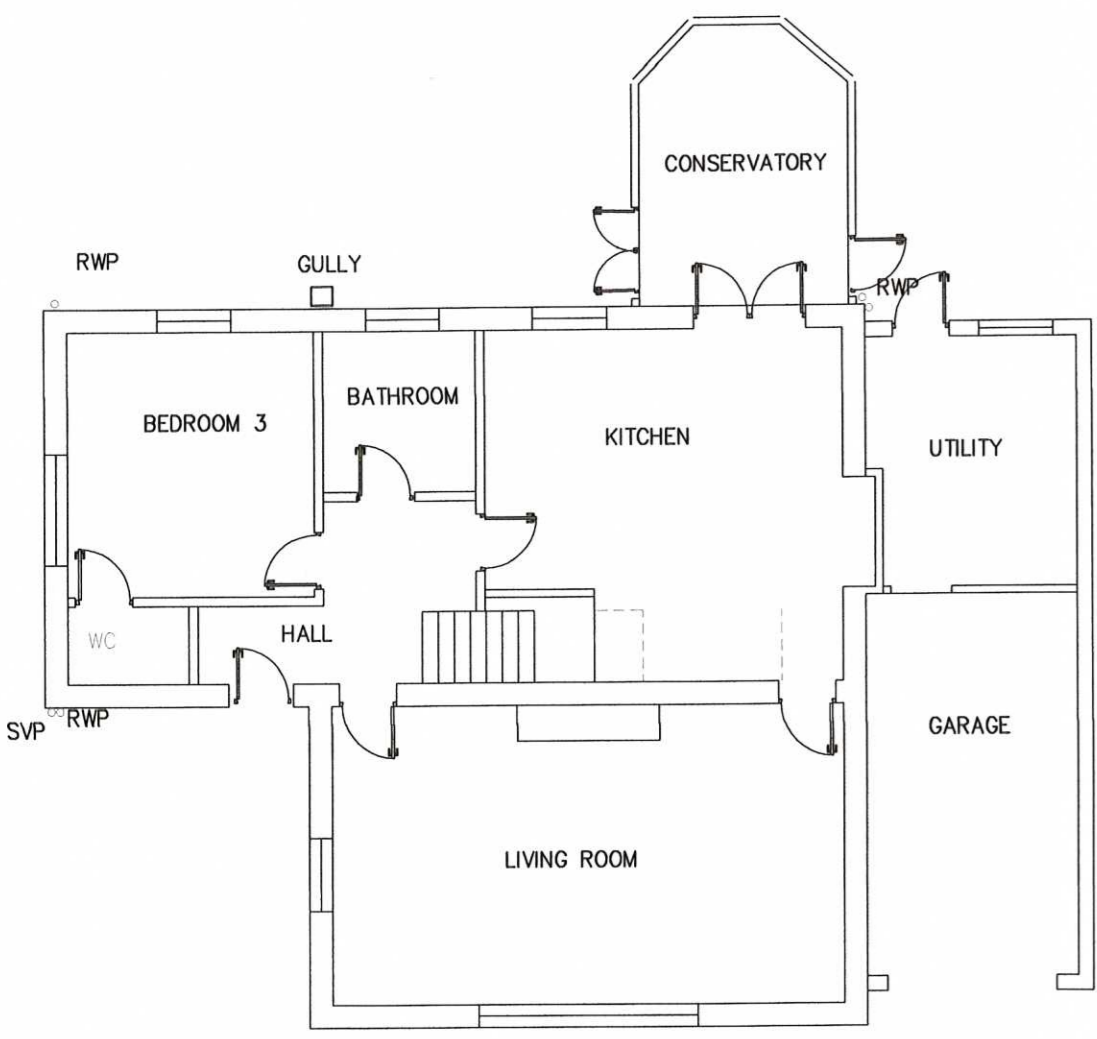 CONSERVATORY
RWP
GULLY
RWP
BEDROOM 3
BATHROOM
KITCHEN
UTILITY
WC
HALL
SVP
RWP
GARAGE
LIVING ROOM